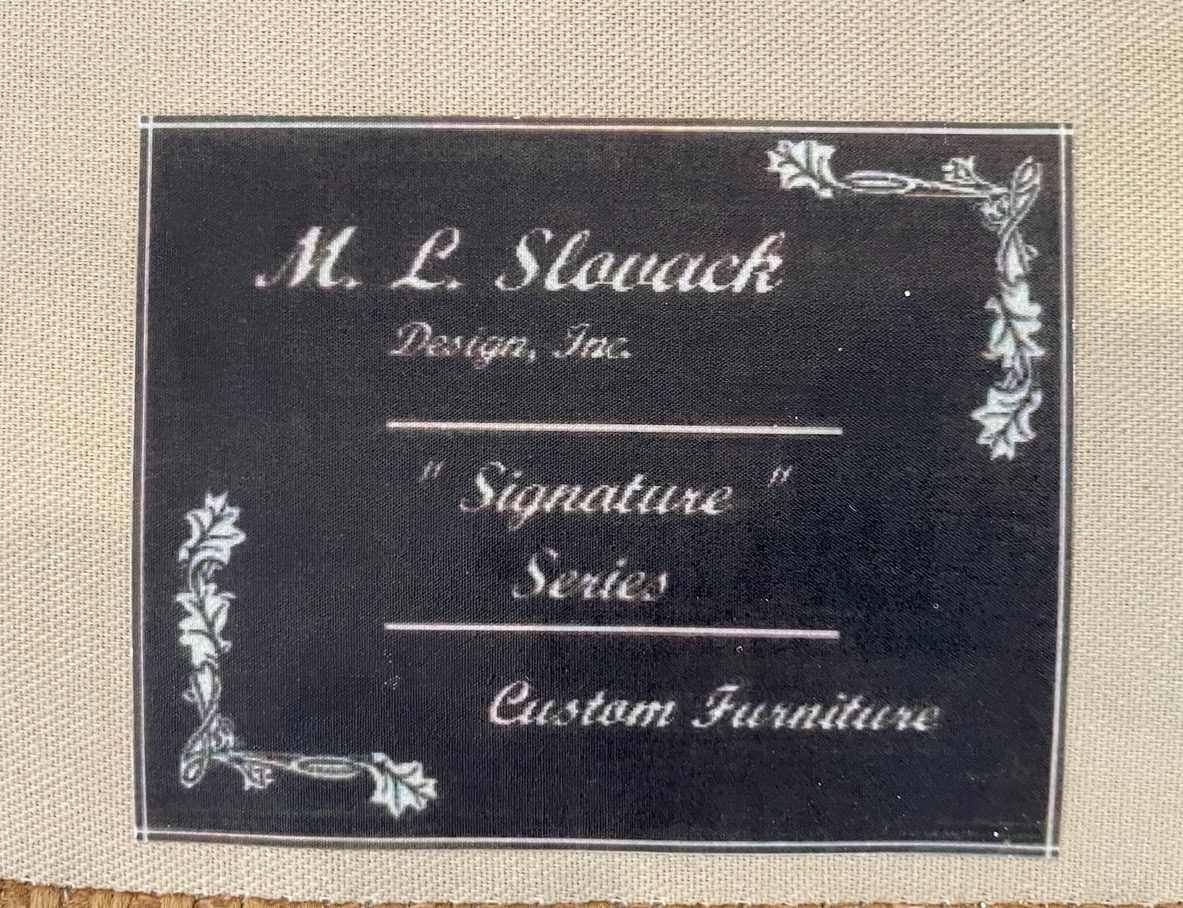 M. L. Slovack
Design, Inc.
" Signature "
Series
Custom Furniture